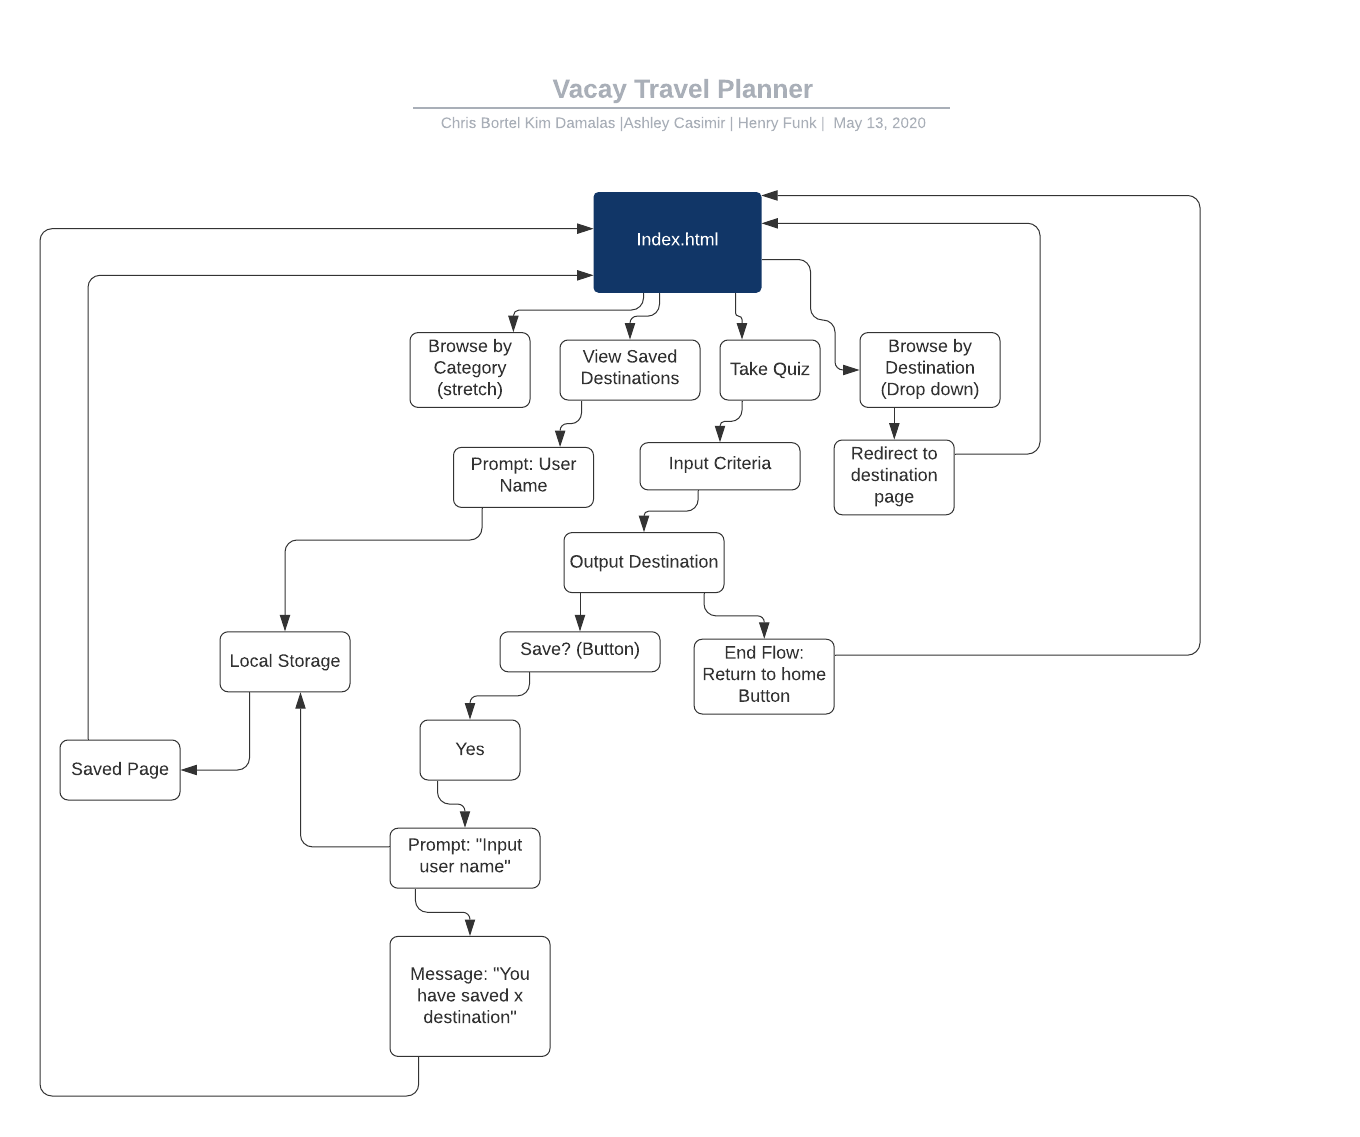 Vacay Travel Planner
Chris Bortel Kim Damalas |Ashley Casimir | Henry Funk | May 13, 2020
Index.html
Browse by
Category
(stretch)
View Saved
Destinations
Take Quiz
Browse by
Destination
(Drop down)
Prompt: User
Name
Input Criteria
Redirect to
destination
page
Output Destination
Local Storage
Save? (Button)
End Flow:
Return to home
Button
Saved Page
Yes
Prompt: "Input
user name"
Message: "You
have saved x
destination"